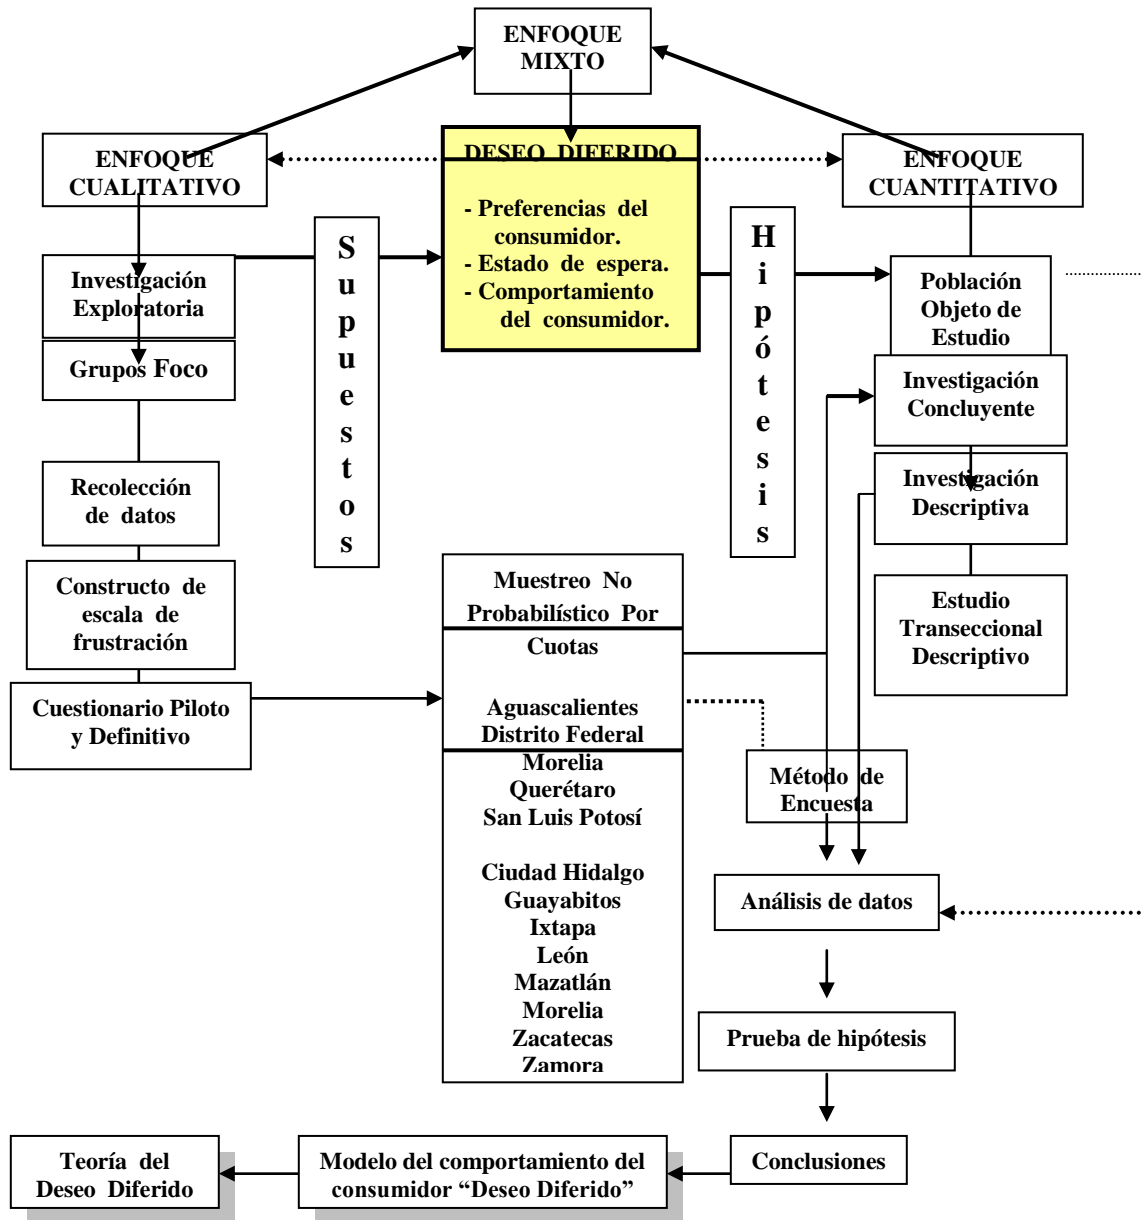 ENFOQUE
MIXTO
ENFOQUE
CUALITATIVO
DESEO DIFERIDO
- Preferencias del
consumidor.
- Estado de espera.
- Comportamiento
del consumidor.
ENFOQUE
CUANTITATIVO
Supuestos
Hipótesis
Investigación
Exploratoria
Grupos Foco
Recolección
de datos
Constructo de
escala de
frustración
Cuestionario Piloto
y Definitivo
Población
Objeto de
Estudio
Investigación
Concluyente
Investigación
Descriptiva
Estudio
Transeccional
Descriptivo
Muestreo No
Probabilístico Por
Cuotas
Aguascalientes
Distrito Federal
Morelia
Querétaro
San Luis Potosí
Ciudad Hidalgo
Guayabitos
Ixtapa
León
Mazatlán
Morelia
Zacatecas
Zamora
Método de
Encuesta
Análisis de datos
Prueba de hipótesis
Conclusiones
Modelo del comportamiento del
consumidor “Deseo Diferido”
Teoría del
Deseo Diferido